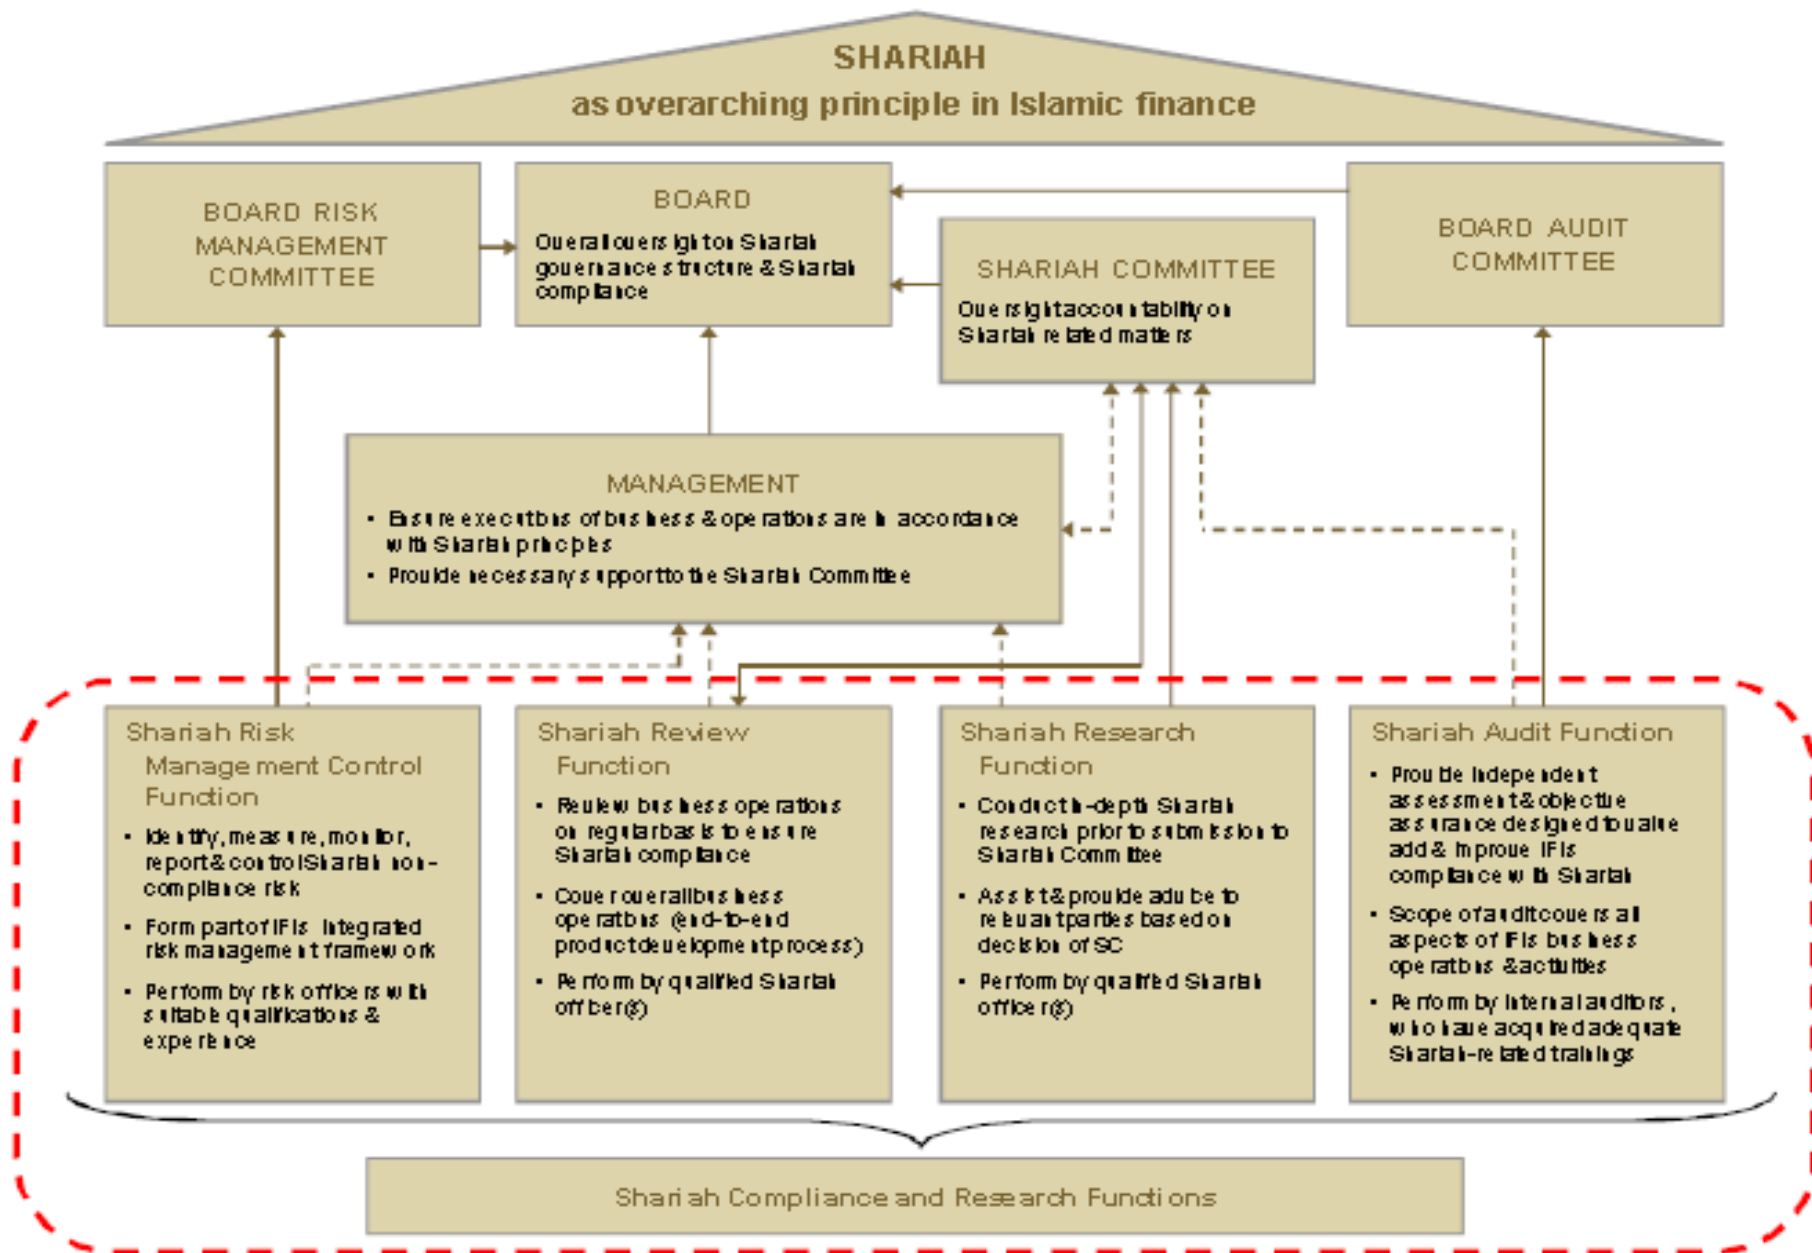 SHARIAH
as overarching principle in Islamic finance
BOARD RISK
MANAGEMENT
COMMITTEE
BOARD
Overall oversight on Shariah
governance structure & Shariah
compliance
SHARIAH COMMITTEE
Oversight accountability on
Shariah related matters
BOARD AUDIT
COMMITTEE
MANAGEMENT
• Ensure executions of business & operations are in accordance
with Shariah principles
• Provide necessary support to the Shariah Committee
Shariah Risk
Management Control
Function
• Identify, measure, monitor,
report & control Shariah non-
compliance risk
• Form part of IFIs integrated
risk management framework
• Perform by risk officers with
suitable qualifications &
experience
Shariah Review
Function
• Review business operations
on regular basis to ensure
Shariah compliance
• Cover overall business
operations (end-to-end
product development process)
• Perform by qualified Shariah
officer(s)
Shariah Research
Function
• Conduct in-depth Shariah
research prior to submission to
Shariah Committee
• Assist & provide advice to
relevant parties based on
decision of SC
• Perform by qualified Shariah
officer(s)
Shariah Audit Function
• Provide independent
assessment & objective
assurance designed to value
add & improve IFIs
compliance with Shariah
• Scope of audit covers all
aspects of IFIs business
operations & activities
• Perform by internal auditors,
who have acquired adequate
Shariah-related trainings
Shariah Compliance and Research Functions